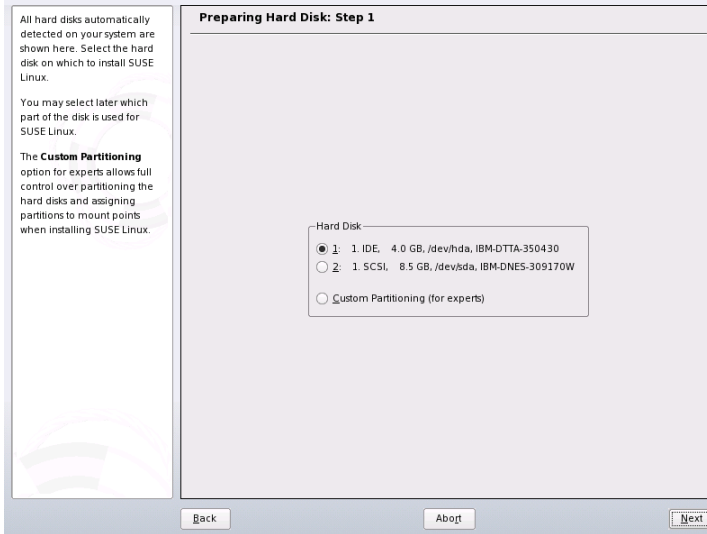 All hard disks automatically
detected on your system are
shown here. Select the hard
disk on which to install SUSE
Linux.
You may select later which
part of the disk is used for
SUSE Linux.
The Custom Partitioning
option for experts allows full
control over partitioning the
hard disks and assigning
partitions to mount points
when installing SUSE Linux.
Preparing Hard Disk: Step 1
Hard Disk
1: 1. IDE, 4.0 GB, /dev/hda, IBM-DTTA-350430
2: 1. SCSI, 8.5 GB, /dev/sda, IBM-DNES-309170W
Custom Partitioning (for experts)
Back
Abort
Next